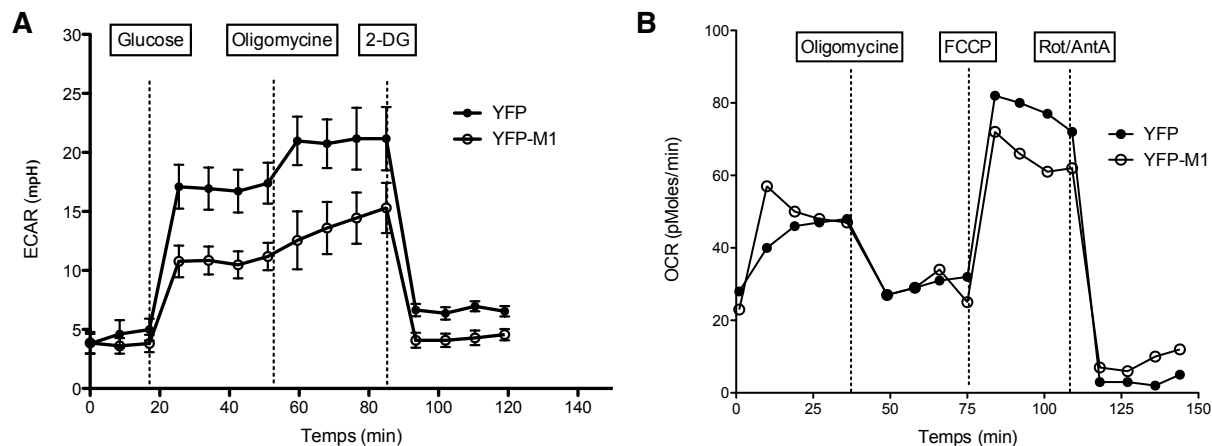 A
Glucose
Oligomycine
2-DG
ECAR (mpH)
30
25
20
15
10
5
0
YFP
YFP-M1
0 20 40 60 80 100 120 140
Temps (min)
B
Oligomycine
FCCP
Rot/AntA
OCR (pMoles/min)
100
80
60
40
20
0
YFP
YFP-M1
0 25 50 75 100 125 150
Temps (min)